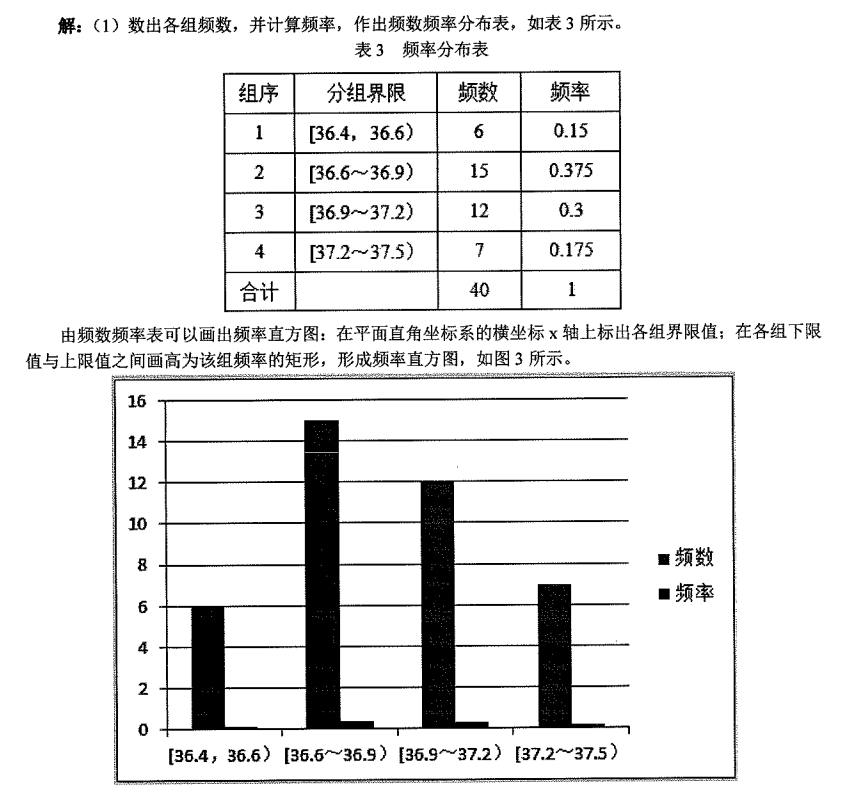 解：（1）数出各组频数，并计算频率，作出频数频率分布表，如表 3 所示。
表 3 频率分布表
组序 分组界限 频数 频率
1 [36.4，36.6） 6 0.15
2 [36.6～36.9） 15 0.375
3 [36.9～37.2） 12 0.3
4 [37.2～37.5） 7 0.175
合计 40 1
由频数频率表可以画出频率直方图：在平面直角坐标系的横坐标 x 轴上标出各组界限值；在各组下限
值与上限值之间画高为该组频率的矩形，形成频率直方图，如图 3 所示。
16
14
12
10
8
6
4
2
0
[36.4，36.6） [36.6～36.9） [36.9～37.2） [37.2～37.5）
频数
频率